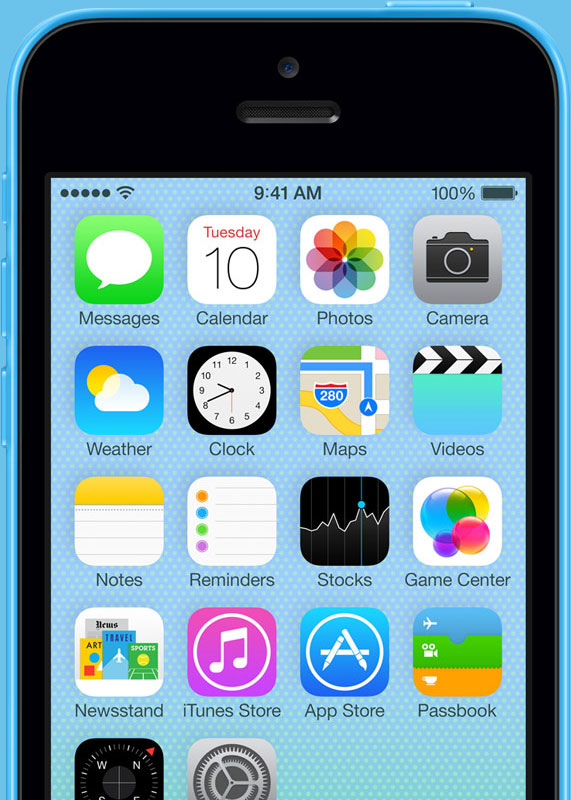 9:41 AM 100%
Tuesday
10
Messages Calendar Photos Camera
12
11 1
10 2
9 3
8 4
7 5
6
280
Weather Clock Maps Videos
Notes Reminders Stocks Game Center
News
TRAVEL
ART
SPORTS
Newsstand iTunes Store App Store Passbook
W N
S E